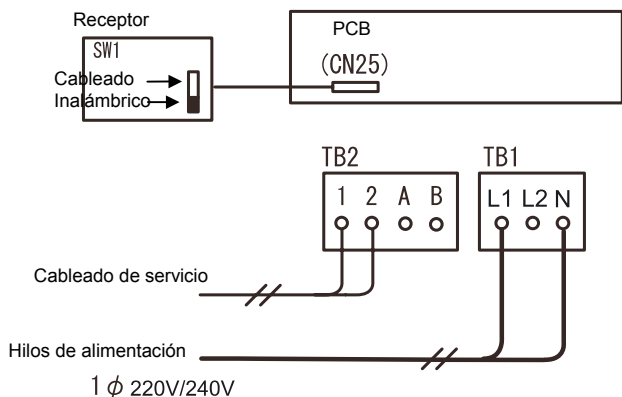 Receptor
SW1
Cableado
Inalámbrico
PCB
(CN25)
TB2
1 2 A B
TB1
L1 L2 N
Cableado de servicio
Hilos de alimentación
1 ϕ 220V/240V